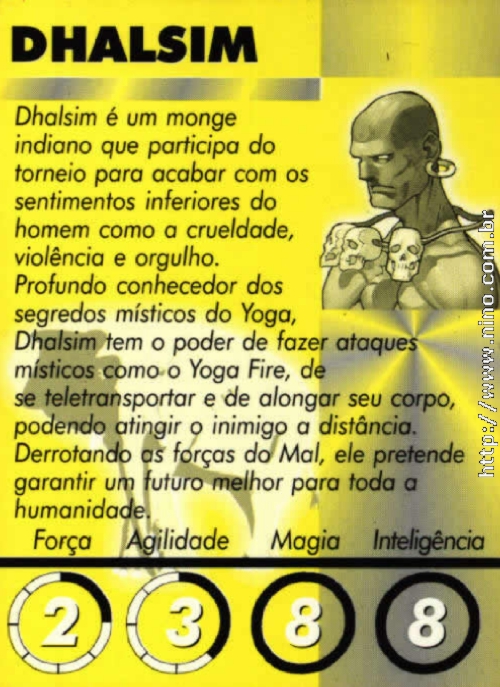 DHALSIM
Dhalsim é um monge
indiano que participa do
torneio para acabar com os
sentimentos inferiores do
homem como a crueldade,
violência e orgulho.
Profundo conhecedor dos
segredos místicos do Yoga,
Dhalsim tem o poder de fazer ataques
místicos como o Yoga Fire, de
se teletransportar e de alongar seu corpo,
podendo atingir o inimigo a distância.
Derrotando as forças do Mal, ele pretende
garantir um futuro melhor para toda a
humanidade.
Força Agilidade Magia Inteligência
2 3 8 8
http://www.nino.com.br